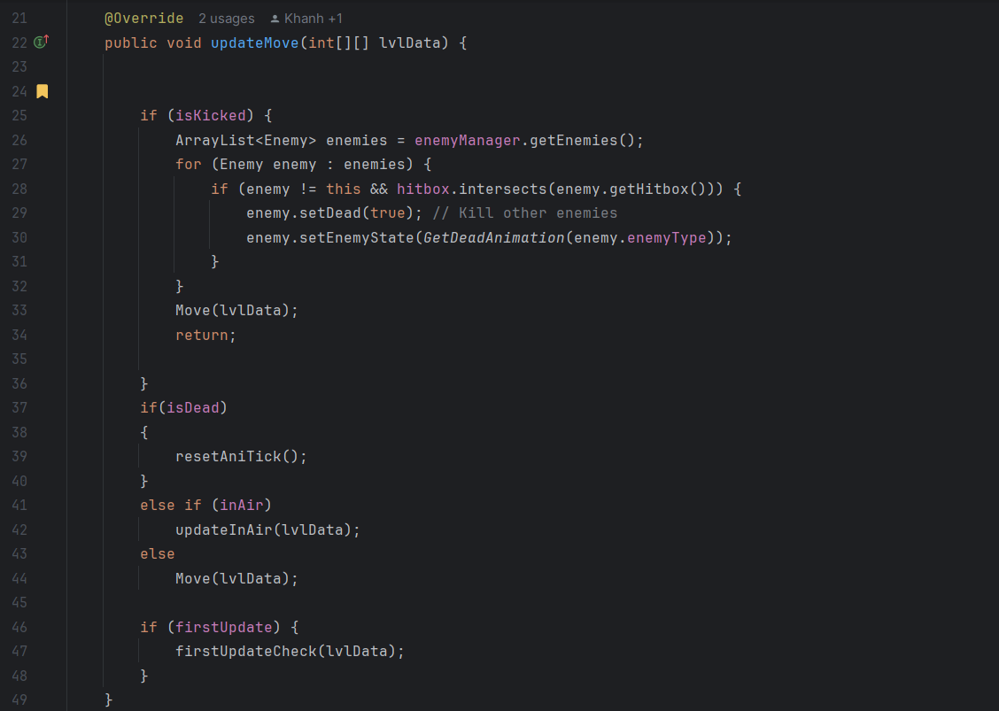 21 @Override 2 usages Khanh +1
22 public void updateMove(int[][] lvlData) {
23
24
25 if (isKicked) {
26 ArrayList<Enemy> enemies = enemyManager.getEnemies();
27 for (Enemy enemy : enemies) {
28 if (enemy != this && hitbox.intersects(enemy.getHitbox())) {
29 enemy.setDead(true); // Kill other enemies
30 enemy.setEnemyState(GetDeadAnimation(enemy.enemyType));
31 }
32 }
33 Move(lvlData);
34 return;
35
36 }
37 if(isDead)
38 {
39 resetAniTick();
40 }
41 else if (inAir)
42 updateInAir(lvlData);
43 else
44 Move(lvlData);
45
46 if (firstUpdate) {
47 firstUpdateCheck(lvlData);
48 }
49 }